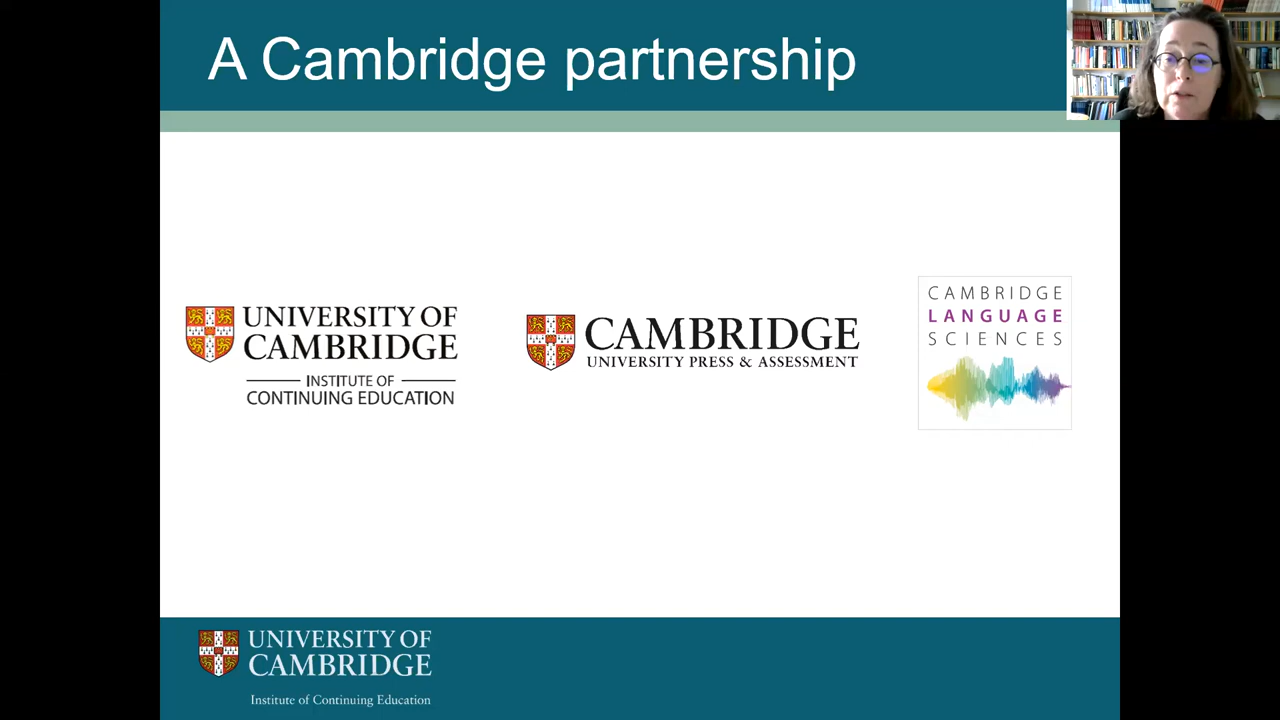 A Cambridge partnership
UNIVERSITY OF
CAMBRIDGE
INSTITUTE OF
CONTINUING EDUCATION
CAMBRIDGE
UNIVERSITY PRESS & ASSESSMENT
CAMBRIDGE
LANGUAGE
SCIENCES
UNIVERSITY OF
CAMBRIDGE
Institute of Continuing Education